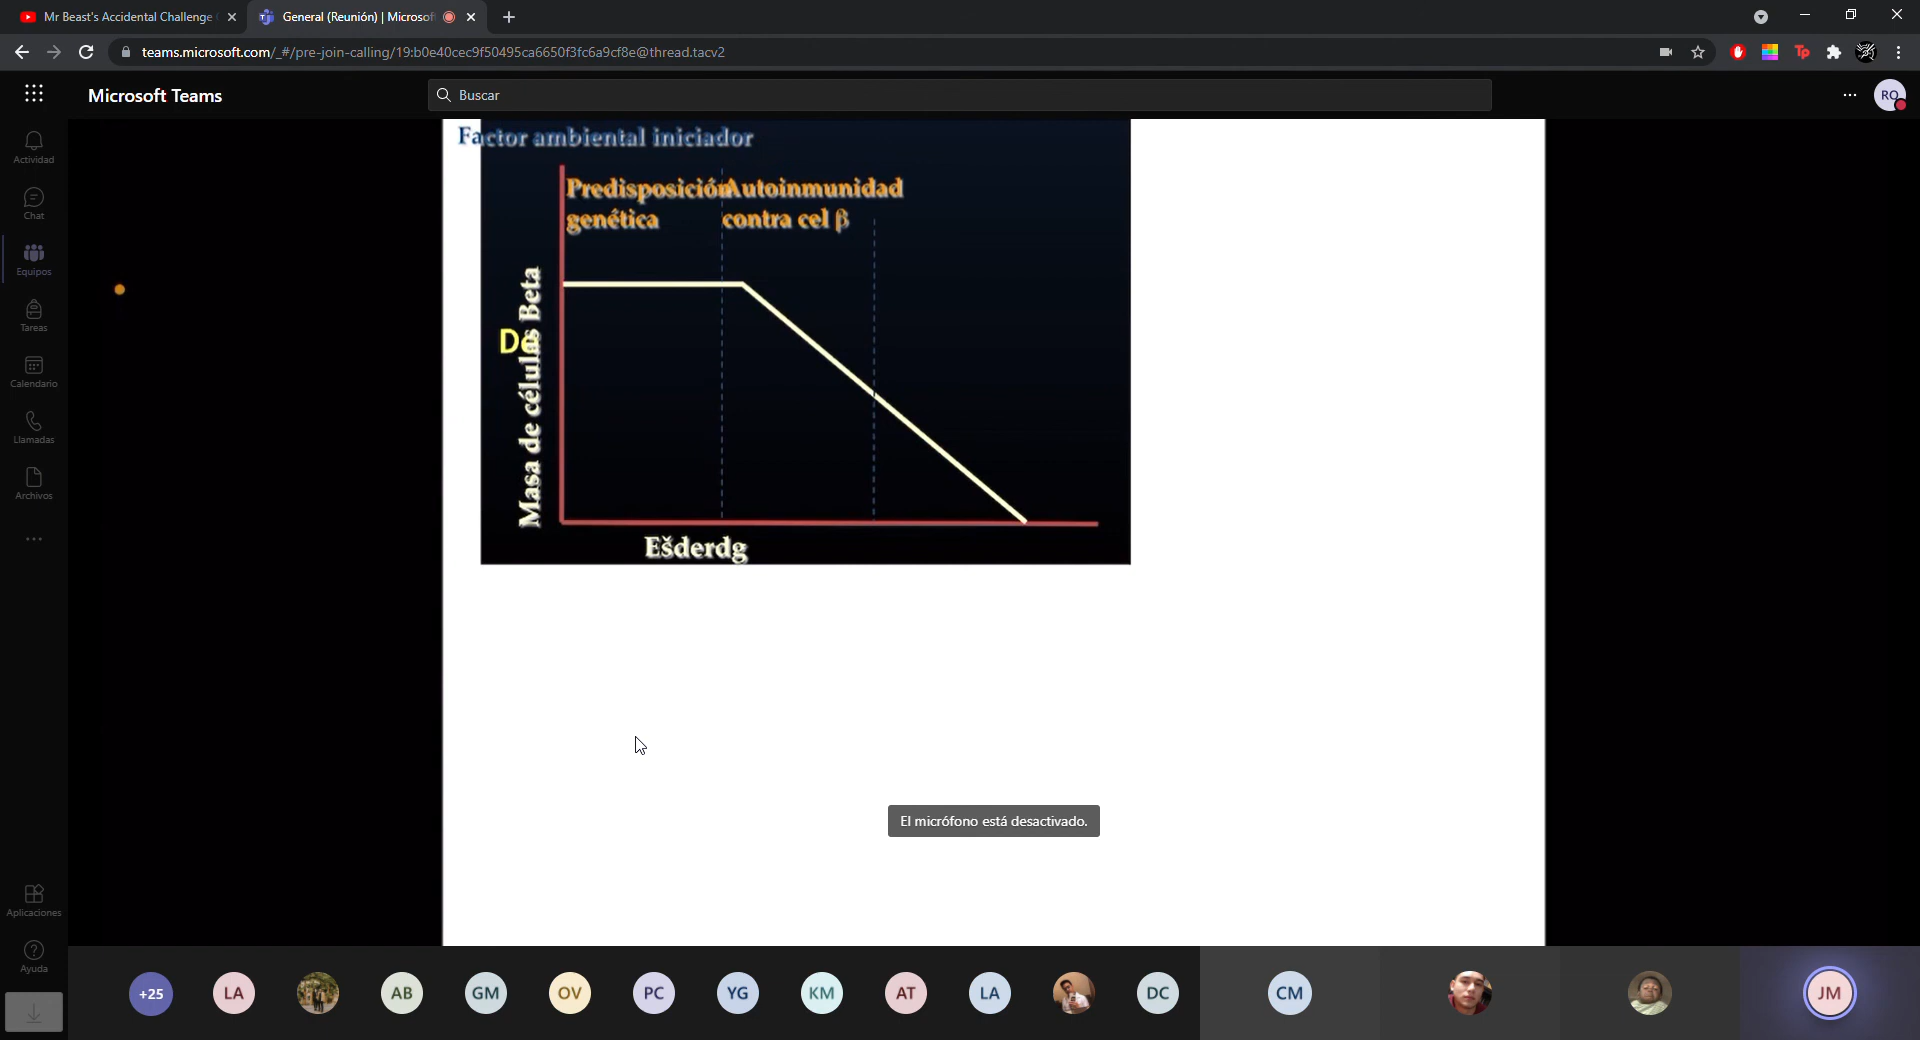 Mr Beast's Accidental Challenge
General (Reunión) | Microsof
teams.microsoft.com/_#/pre-join-calling/19:b0e40cec9f50495ca6650f3fc6a9cf8e@thread.tacv2
Microsoft Teams
Buscar
RO
Actividad
Chat
Equipos
Tareas
Calendario
Llamadas
Archivos
Aplicaciones
Ayuda
Factor ambiental iniciador
Predisposición
genética
Autoinmunidad
contra cel β
De
Masa de células Beta
Ešderdg
El micrófono está desactivado.
+25
LA
AB
GM
OV
PC
YG
KM
AT
LA
DC
CM
JM